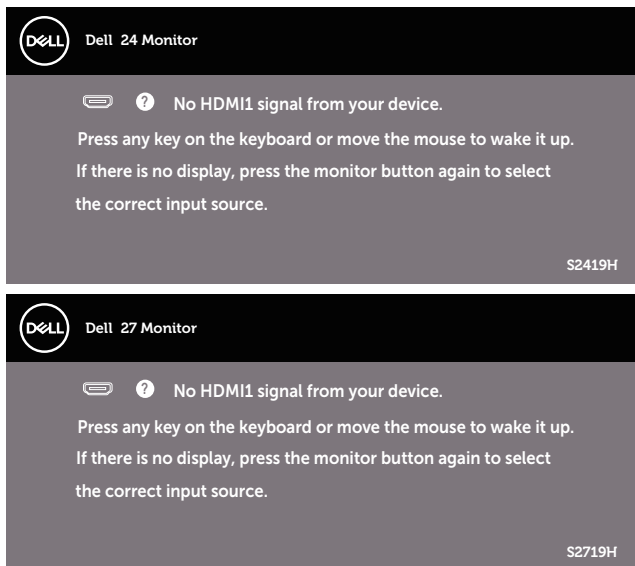 DELL
Dell 24 Monitor
? No HDMI1 signal from your device.
Press any key on the keyboard or move the mouse to wake it up.
If there is no display, press the monitor button again to select
the correct input source.
S2419H
DELL
Dell 27 Monitor
? No HDMI1 signal from your device.
Press any key on the keyboard or move the mouse to wake it up.
If there is no display, press the monitor button again to select
the correct input source.
S2719H